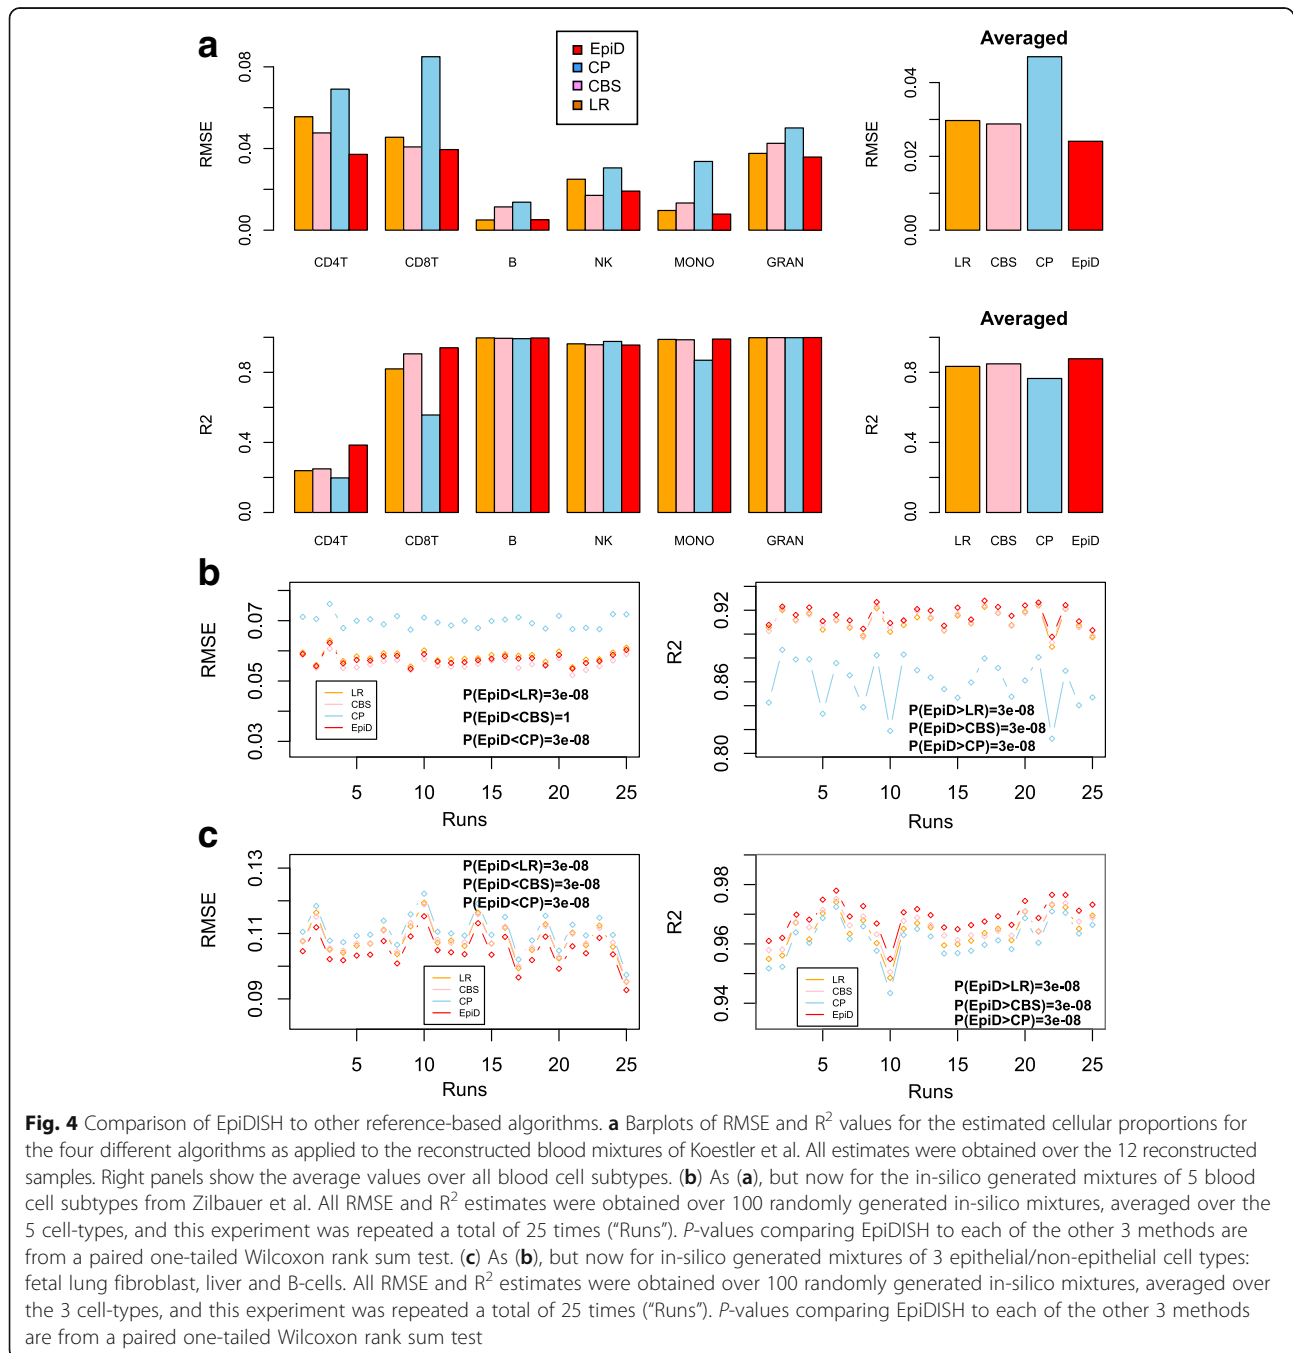 a
EpiD
CP
CBS
LR
RMSE
0.00
0.04
0.08
CD4T
CD8T
B
NK
MONO
GRAN
Averaged
RMSE
0.00
0.02
0.04
LR
CBS
CP
EpiD
R2
0.0
0.4
0.8
CD4T
CD8T
B
NK
MONO
GRAN
Averaged
R2
0.0
0.4
0.8
LR
CBS
CP
EpiD
b
RMSE
0.03
0.05
0.07
LR
CBS
CP
EpiD
P(EpiD<LR)=3e-08
P(EpiD<CBS)=1
P(EpiD<CP)=3e-08
5
10
15
20
25
Runs
R2
0.80
0.86
0.92
P(EpiD>LR)=3e-08
P(EpiD>CBS)=3e-08
P(EpiD>CP)=3e-08
5
10
15
20
25
Runs
c
RMSE
0.09
0.11
0.13
P(EpiD<LR)=3e-08
P(EpiD<CBS)=3e-08
P(EpiD<CP)=3e-08
LR
CBS
CP
EpiD
5
10
15
20
25
Runs
R2
0.94
0.96
0.98
LR
CBS
CP
EpiD
P(EpiD>LR)=3e-08
P(EpiD>CBS)=3e-08
P(EpiD>CP)=3e-08
5
10
15
20
25
Runs
Fig. 4 Comparison of EpiDISH to other reference-based algorithms. a Barplots of RMSE and R² values for the estimated cellular proportions for
the four different algorithms as applied to the reconstructed blood mixtures of Koestler et al. All estimates were obtained over the 12 reconstructed
samples. Right panels show the average values over all blood cell subtypes. (b) As (a), but now for the in-silico generated mixtures of 5 blood
cell subtypes from Zilbauer et al. All RMSE and R² estimates were obtained over 100 randomly generated in-silico mixtures, averaged over the
5 cell-types, and this experiment was repeated a total of 25 times (“Runs”). P-values comparing EpiDISH to each of the other 3 methods are
from a paired one-tailed Wilcoxon rank sum test. (c) As (b), but now for in-silico generated mixtures of 3 epithelial/non-epithelial cell types:
fetal lung fibroblast, liver and B-cells. All RMSE and R² estimates were obtained over 100 randomly generated in-silico mixtures, averaged over
the 3 cell-types, and this experiment was repeated a total of 25 times (“Runs”). P-values comparing EpiDISH to each of the other 3 methods
are from a paired one-tailed Wilcoxon rank sum test